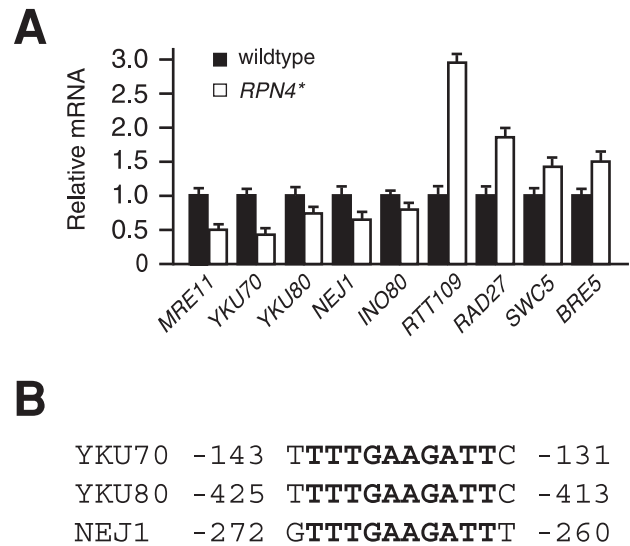 A
Relative mRNA
3.0
2.5
2.0
1.5
1.0
0.5
0
wildtype
RPN4*
MRE11
YKU70
YKU80
NEJ1
INO80
RTT109
RAD27
SWC5
BRE5
B
YKU70 -143 TTTTGAAGATTC -131
YKU80 -425 TTTTGAAGATTC -413
NEJ1 -272 GTTTGAAGATTT -260